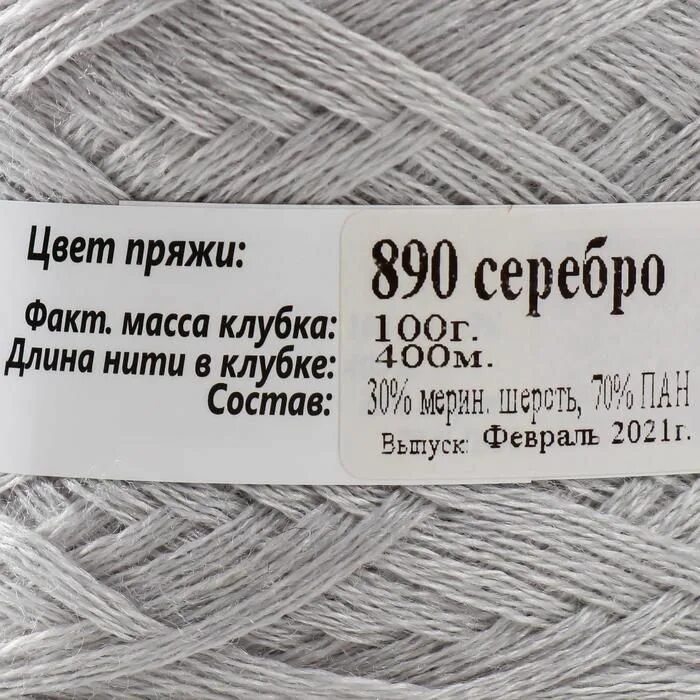 Цвет пряжи: 890 серебро
Факт. масса клубка: 100г.
Длина нити в клубке: 400м.
Состав: 30% мерин. шерсть, 70% ПАН
Выпуск: Февраль 2021г.